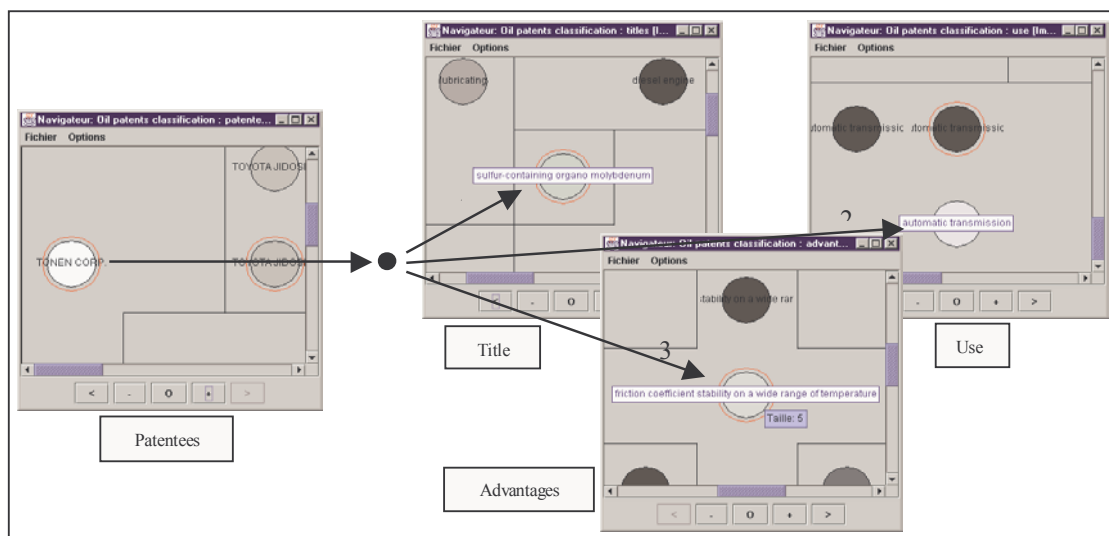 Navigateur: Oil patents classification : patente...
Fichier Options
TOYOTA JIDOSI
TONEN CORP.
TOYOTA JIDOSI
< - O + >
Patentees
Navigateur: Oil patents classification : titles [I...
Fichier Options
lubricating
diesel engine
sulfur-containing organo molybdenum
- O
Title
Navigateur: Oil patents classification : use [Im...
Fichier Options
utomatic transmissic
utomatic transmissic
2
automatic transmission
- O + >
Use
Navigateur: Oil patents classification : advant...
Fichier Options
stability on a wide rar
3
friction coefficient stability on a wide range of temperature
Taille: 5
< - O + >
Advantages